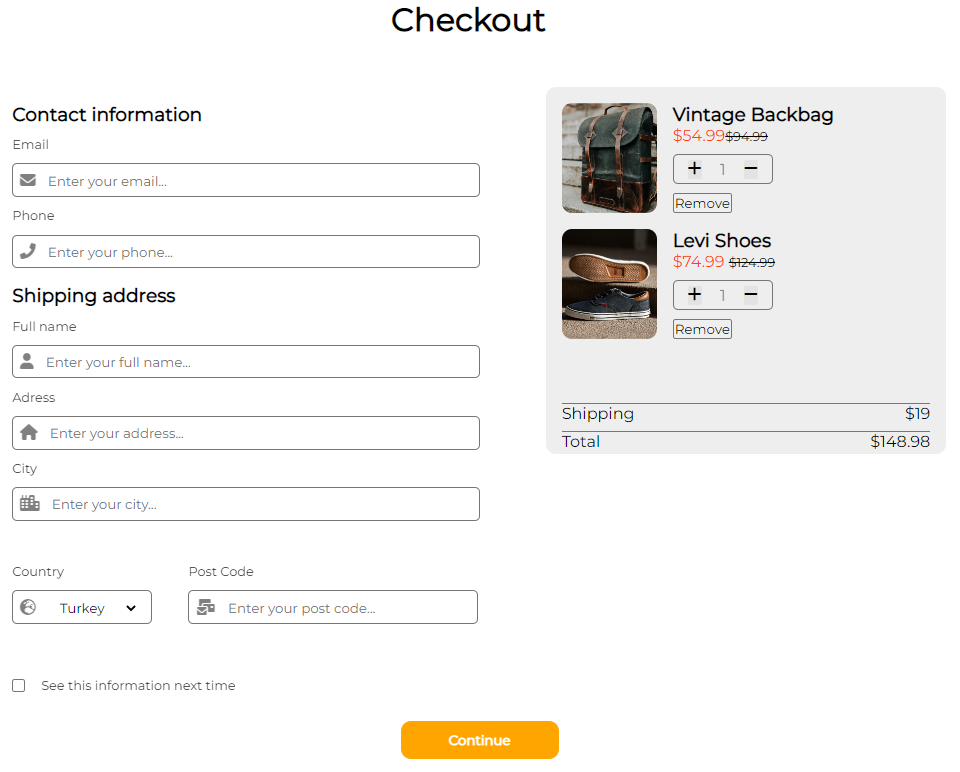 Checkout
Contact information
Email
Enter your email...
Phone
Enter your phone...
Shipping address
Full name
Enter your full name...
Adress
Enter your address...
City
Enter your city...
Country
Post Code
Turkey
Enter your post code...
See this information next time
Vintage Backbag
$54.99$94.99
+ 1 −
Remove
Levi Shoes
$74.99 $124.99
+ 1 −
Remove
Shipping $19
Total $148.98
Continue